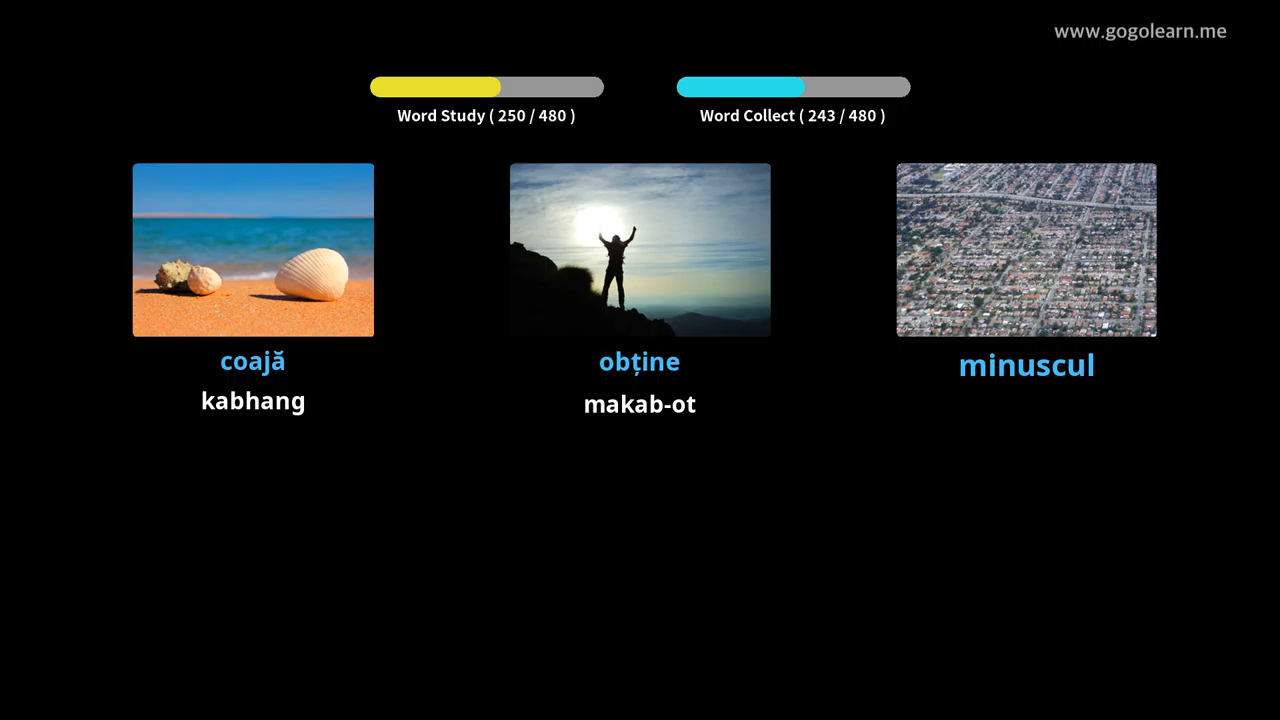 www.gogolearn.me
Word Study ( 250 / 480 )
Word Collect ( 243 / 480 )
coajă
kabhang
obține
makab-ot
minuscul